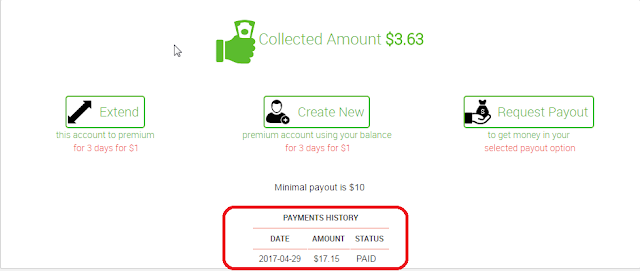 Collected Amount $3.63
Extend
this account to premium
for 3 days for $1
Create New
premium account using your balance
for 3 days for $1
Request Payout
to get money in your
selected payout option
Minimal payout is $10
PAYMENTS HISTORY
DATE AMOUNT STATUS
2017-04-29 $17.15 PAID